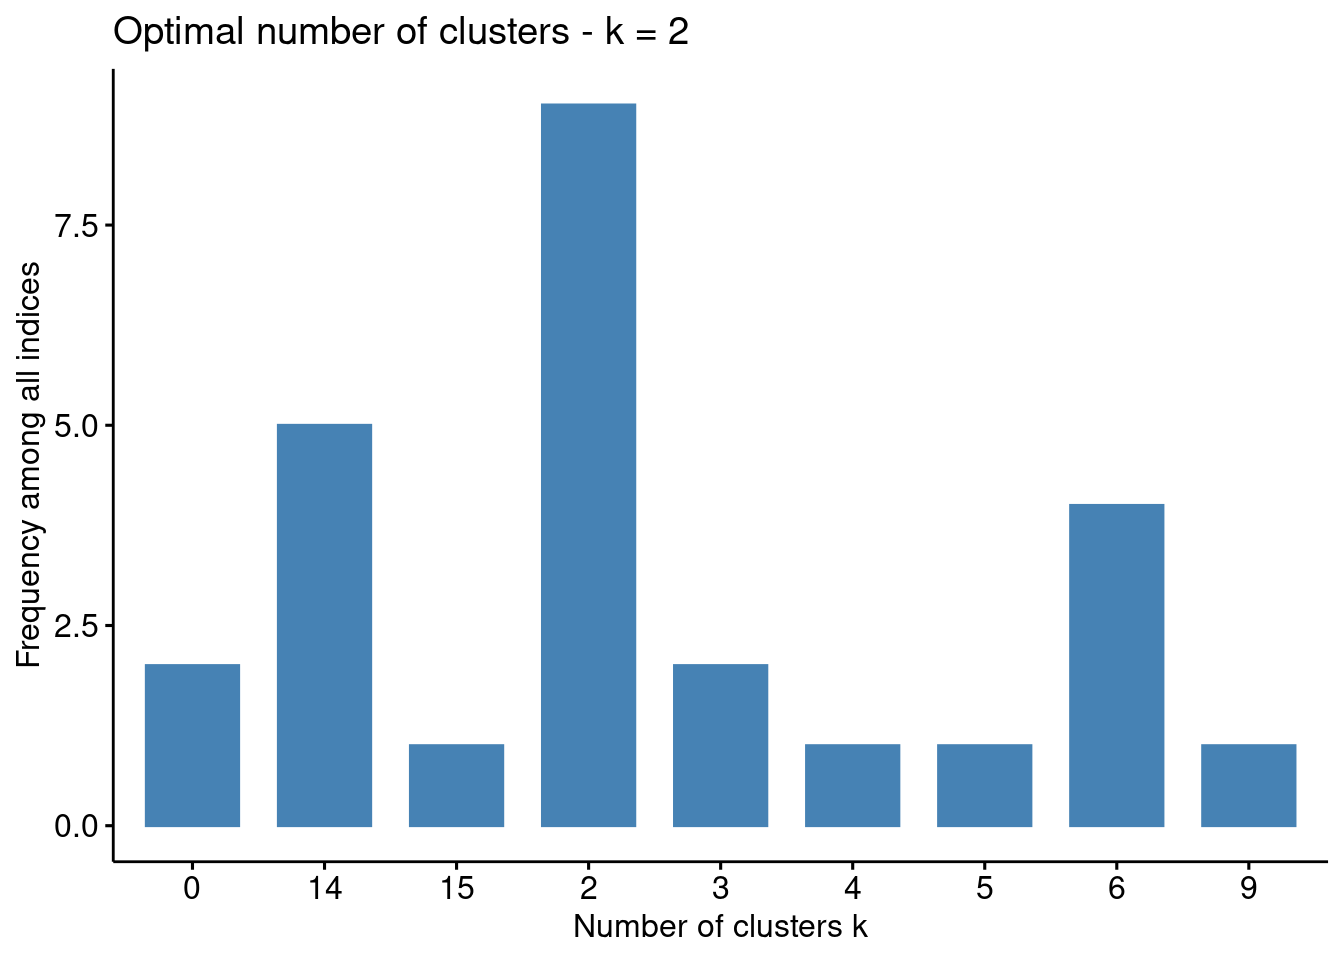 Optimal number of clusters - k = 2
Frequency among all indices
7.5
5.0
2.5
0.0
0 14 15 2 3 4 5 6 9
Number of clusters k